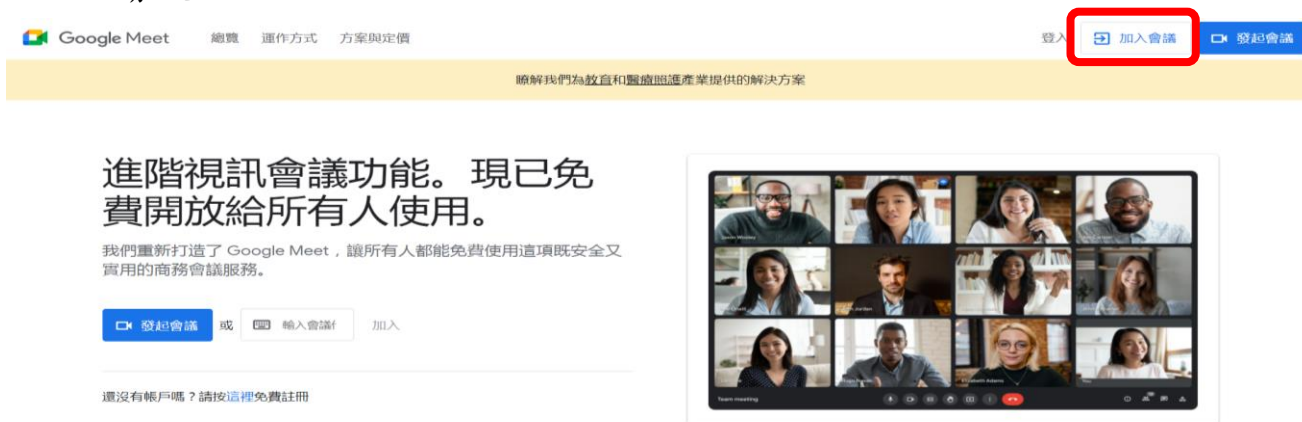 Google Meet 總覽 運作方式 方案與定價 登入 加入會議 發起會議
瞭解我們為教育和醫療照護產業提供的解決方案
進階視訊會議功能。現已免
費開放給所有人使用。
我們重新打造了 Google Meet，讓所有人都能免費使用這項既安全又
實用的商務會議服務。
發起會議 或 輸入會議 加入
還沒有帳戶嗎？請按這裡免費註冊
Elizabeth Adams
You
Team meeting